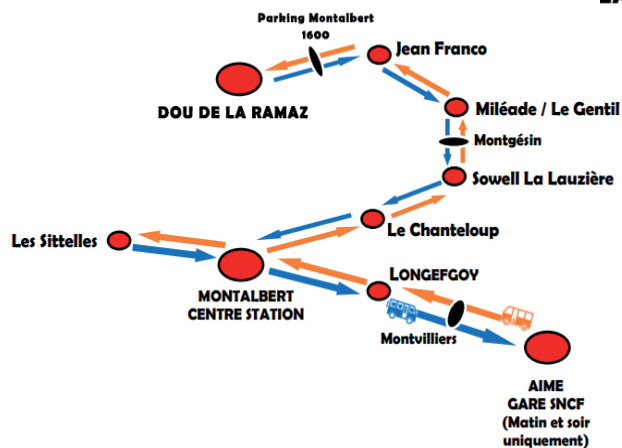 Parking Montalbert
1600
Jean Franco
DOU DE LA RAMAZ
Miléade / Le Gentil
Montgésin
Sowell La Lauzière
Le Chanteloup
Les Sittelles
MONTALBERT
CENTRE STATION
LONGEFGOY
Montvilliers
AIME
GARE SNCF
(Matin et soir
uniquement)